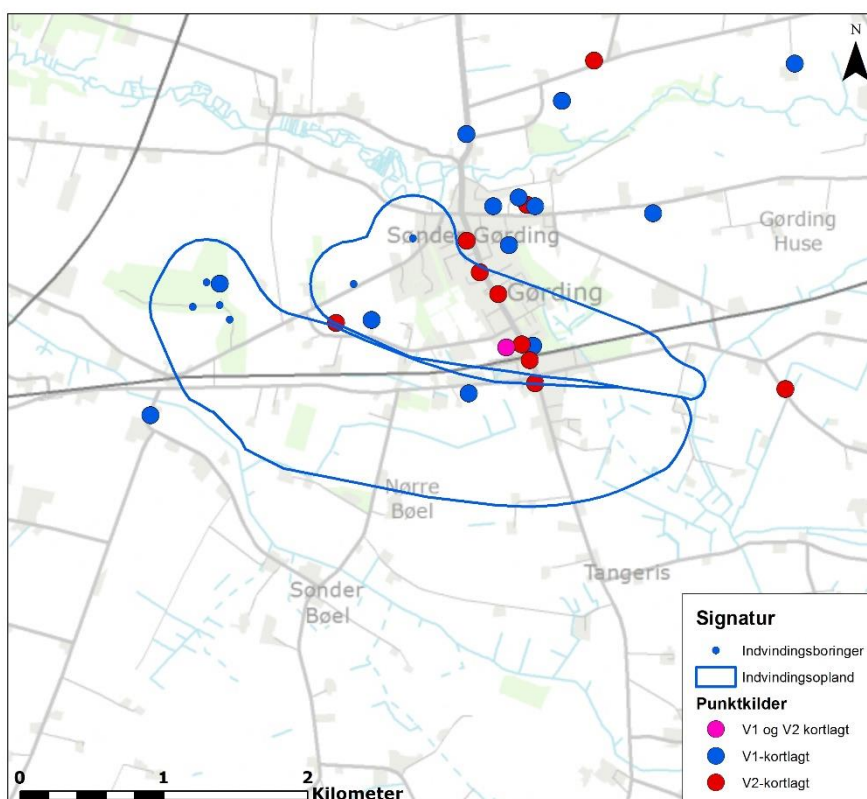 N
Sønder Gørding
Gørding
Huse
Gørding
Nørre
Bøel
Tangeris
Sønder
Bøel
Signatur
Indvindingsboringer
Indvindingsopland
Punktkilder
V1 og V2 kortlagt
V1-kortlagt
V2-kortlagt
0 1 2
Kilometer